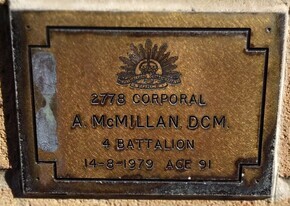 2778 CORPORAL
A. McMILLAN. DCM.
4 BATTALION
14-8-1979 AGE 91